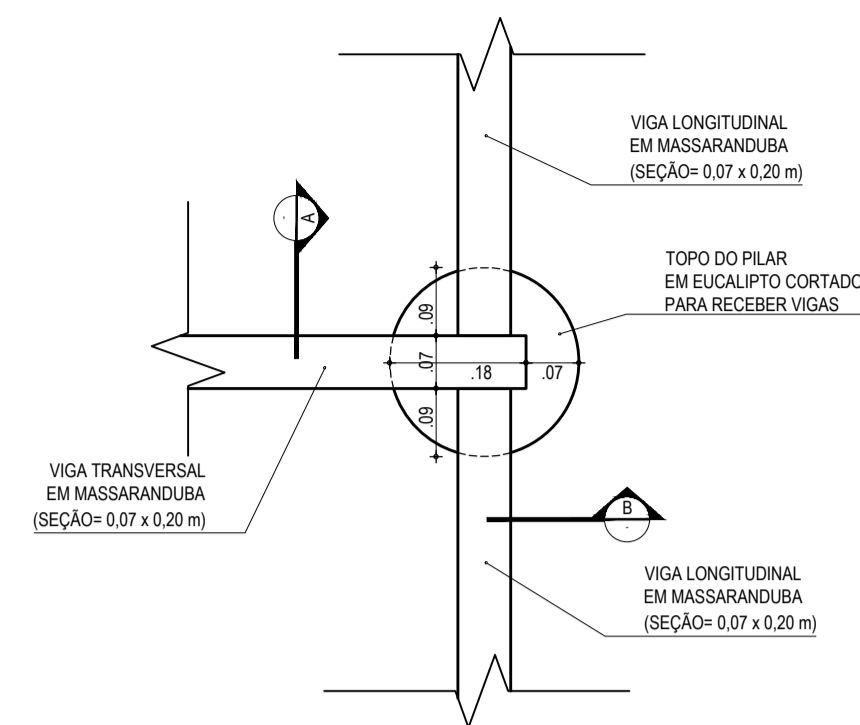 VIGA LONGITUDINAL
EM MASSARANDUBA
(SEÇÃO= 0,07 x 0,20 m)
A
TOPO DO PILAR
EM EUCALIPTO CORTADO
PARA RECEBER VIGAS
.09
.07
.18
.07
.09
VIGA TRANSVERSAL
EM MASSARANDUBA
(SEÇÃO= 0,07 x 0,20 m)
B
-
VIGA LONGITUDINAL
EM MASSARANDUBA
(SEÇÃO= 0,07 x 0,20 m)